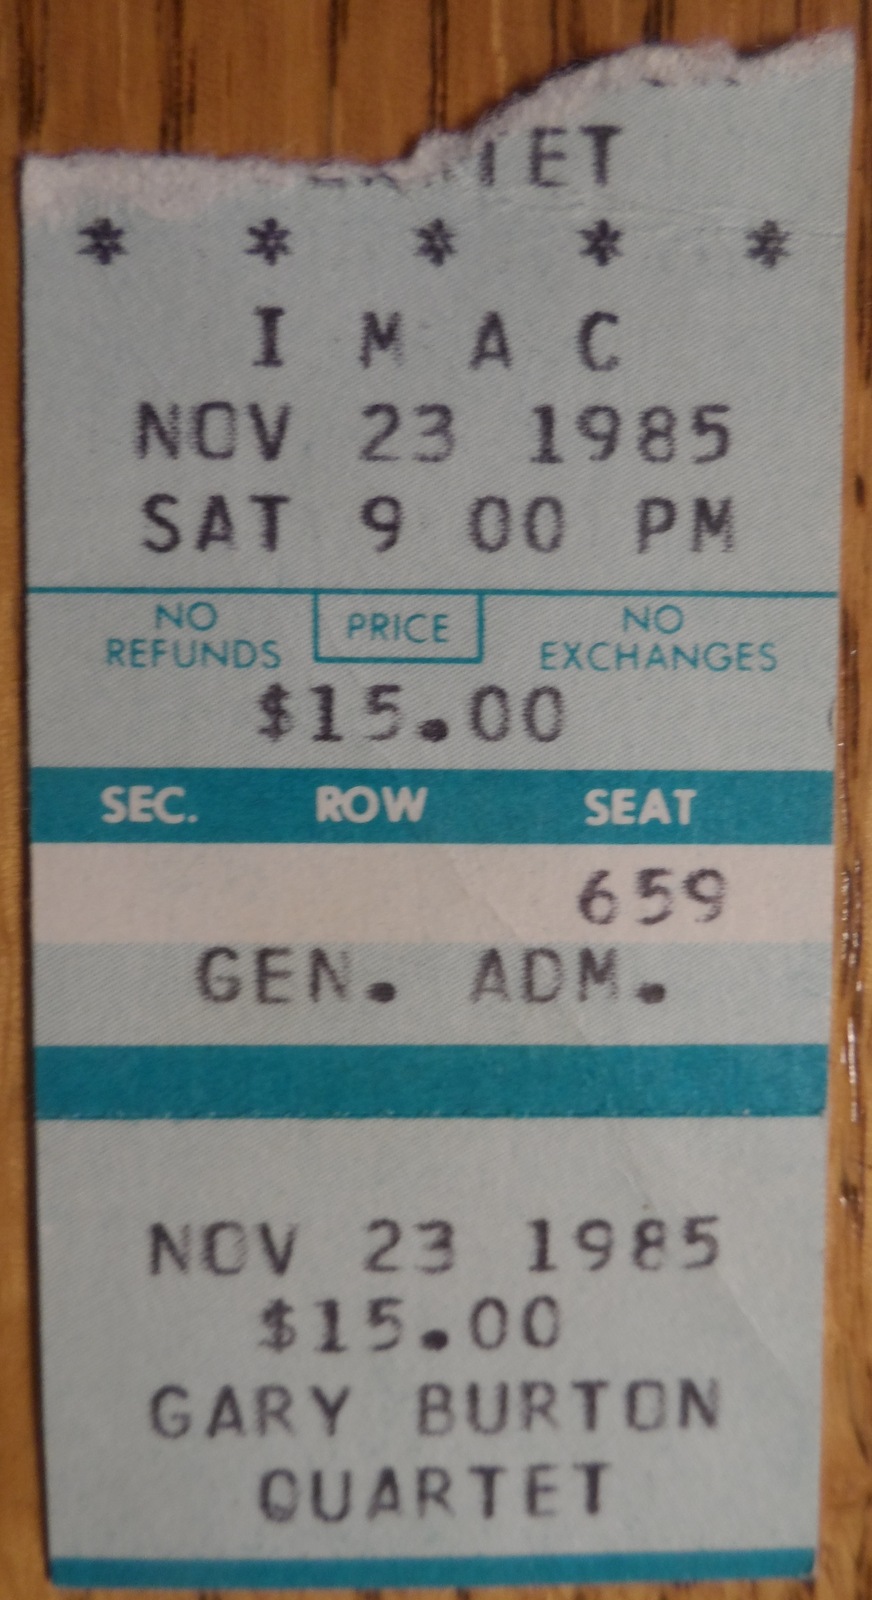 * * * * *
I M A C
NOV 23 1985
SAT 9 00 PM
NO REFUNDS
PRICE
NO EXCHANGES
$15.00
SEC. ROW SEAT
659
GEN. ADM.
NOV 23 1985
$15.00
GARY BURTON
QUARTET